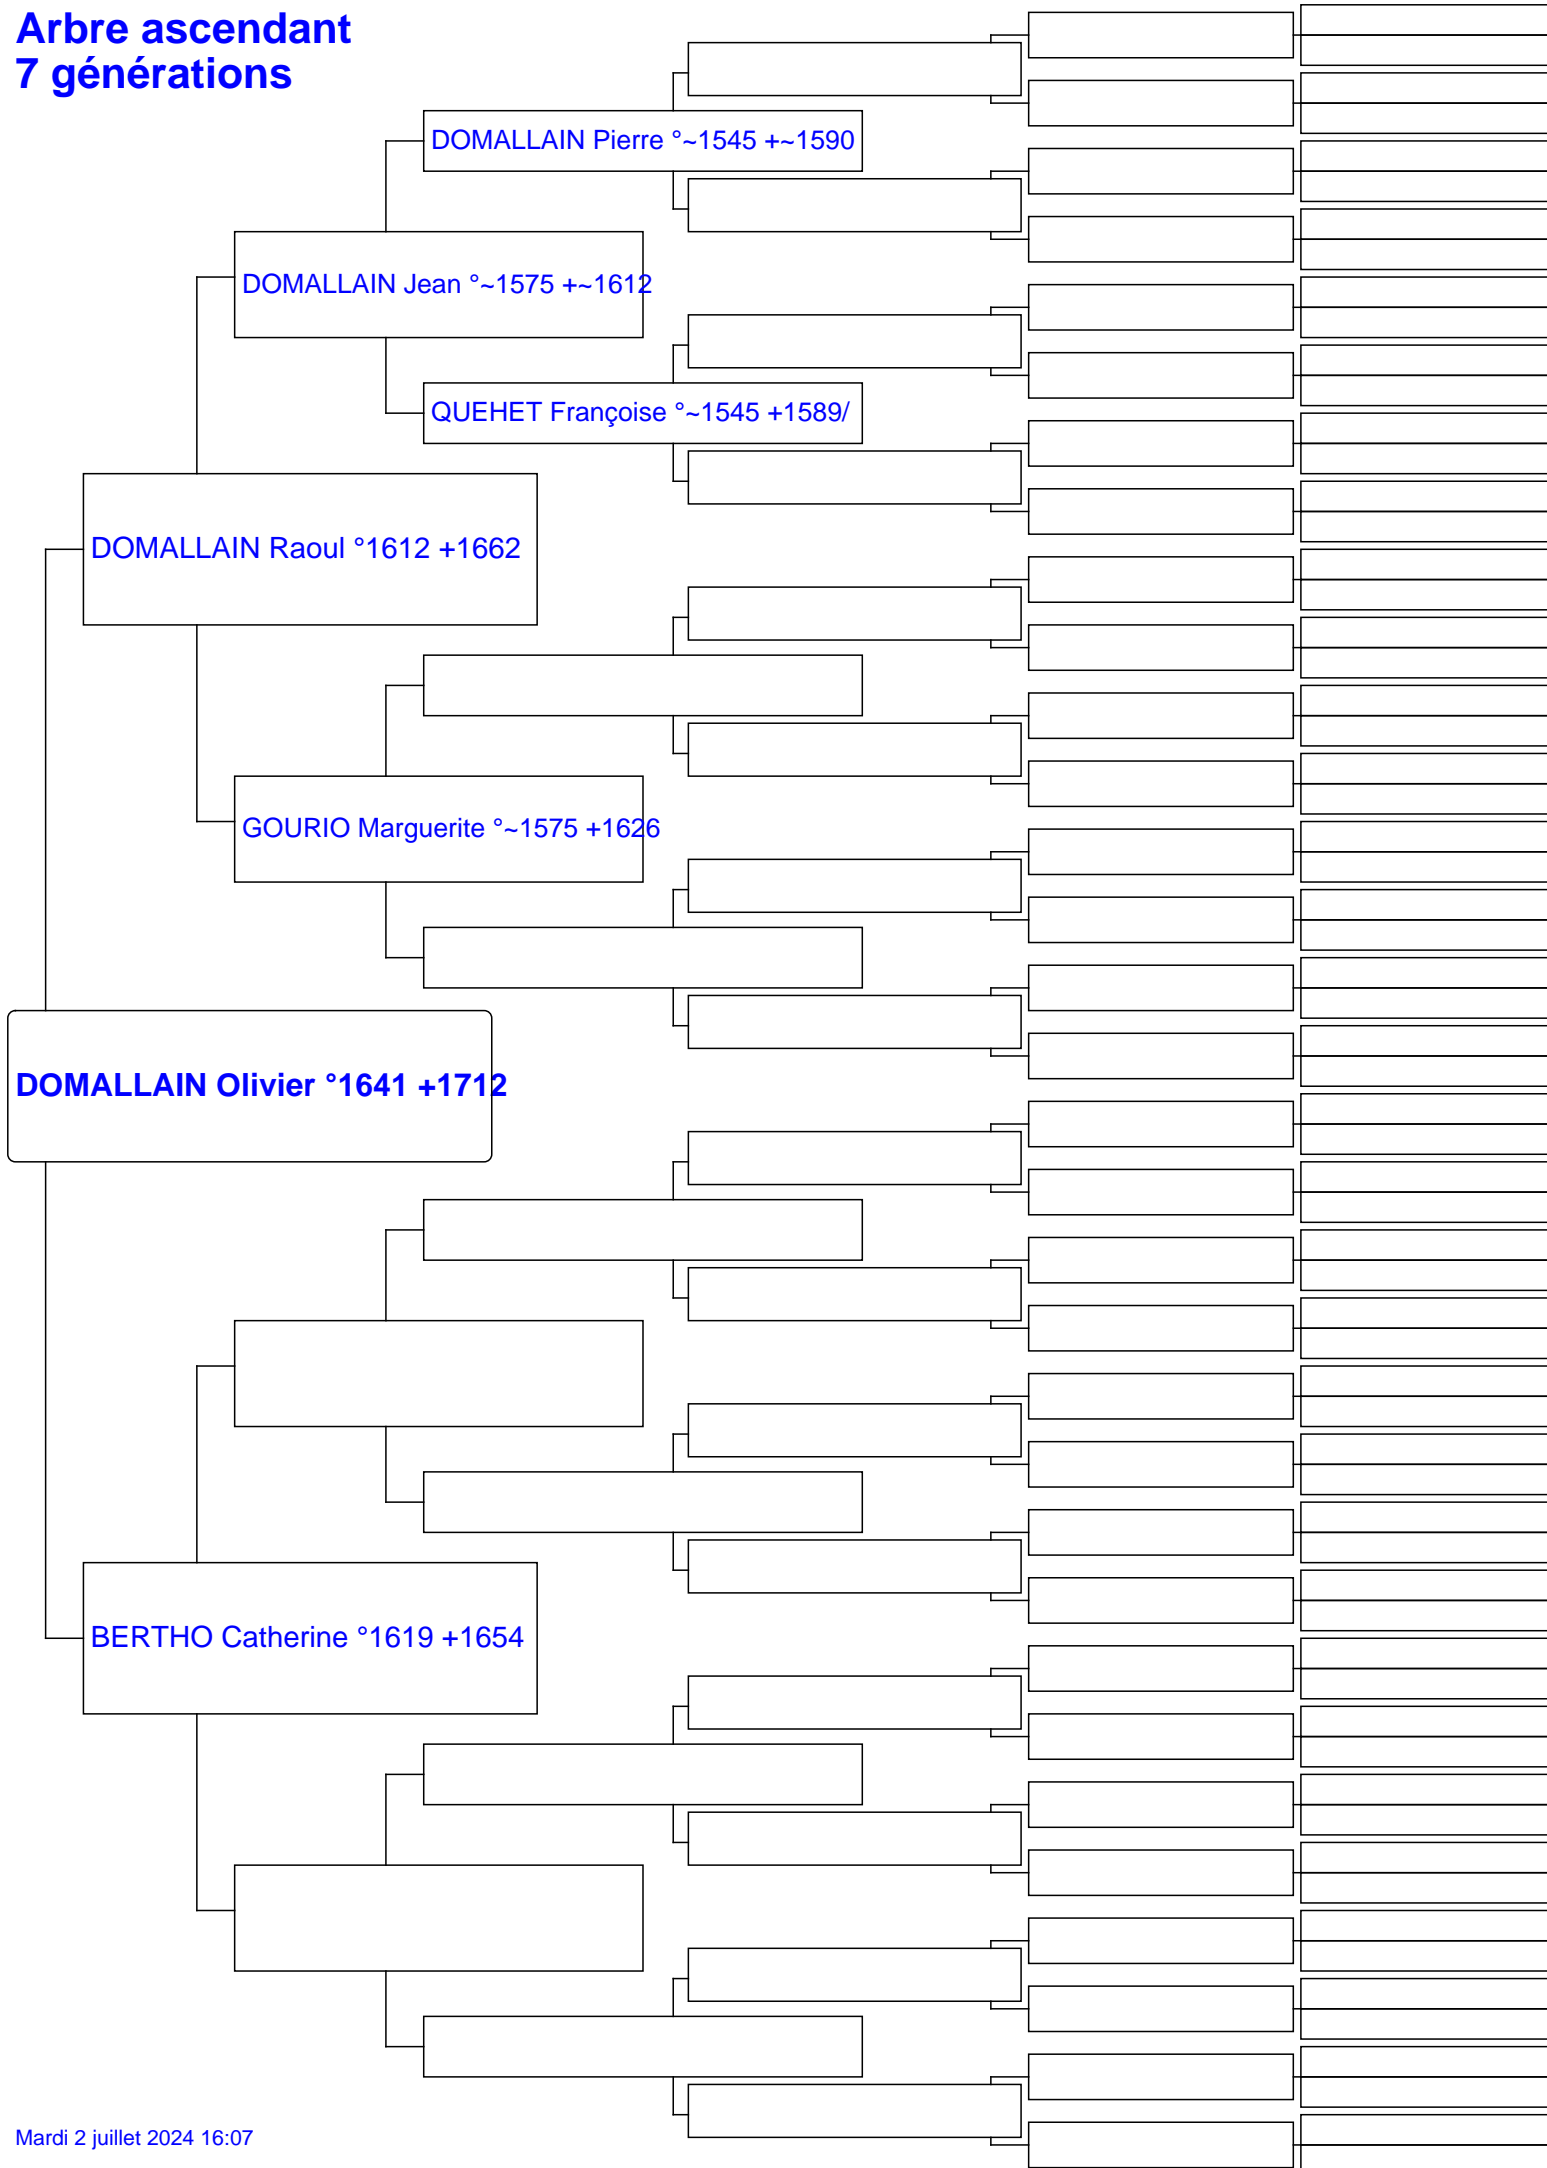 Arbre ascendant
7 générations
DOMALLAIN Pierre °~1545 +~1590
DOMALLAIN Jean °~1575 +~1612
QUEHET Françoise °~1545 +1589/
DOMALLAIN Raoul °1612 +1662
GOURIO Marguerite °~1575 +1626
DOMALLAIN Olivier °1641 +1712
BERTHO Catherine °1619 +1654
Mardi 2 juillet 2024 16:07